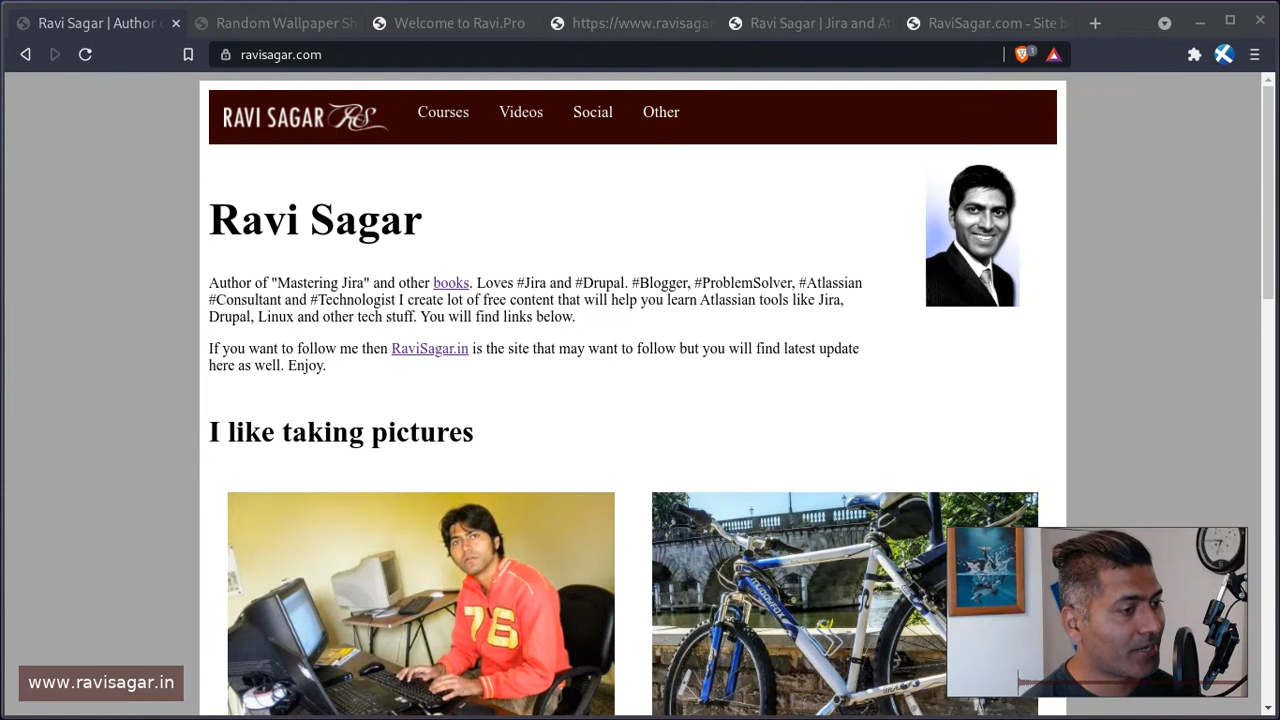 Ravi Sagar | Author o
Random Wallpaper Sh
Welcome to Ravi.Pro
https://www.ravisagar
Ravi Sagar | Jira and Atl
RaviSagar.com - Site b
ravisagar.com
1
RAVI SAGAR RS
Courses
Videos
Social
Other
Ravi Sagar
Author of "Mastering Jira" and other books. Loves #Jira and #Drupal. #Blogger, #ProblemSolver, #Atlassian
#Consultant and #Technologist I create lot of free content that will help you learn Atlassian tools like Jira,
Drupal, Linux and other tech stuff. You will find links below.
If you want to follow me then RaviSagar.in is the site that may want to follow but you will find latest update
here as well. Enjoy.
I like taking pictures
76
MUDDYFOX
www.ravisagar.in